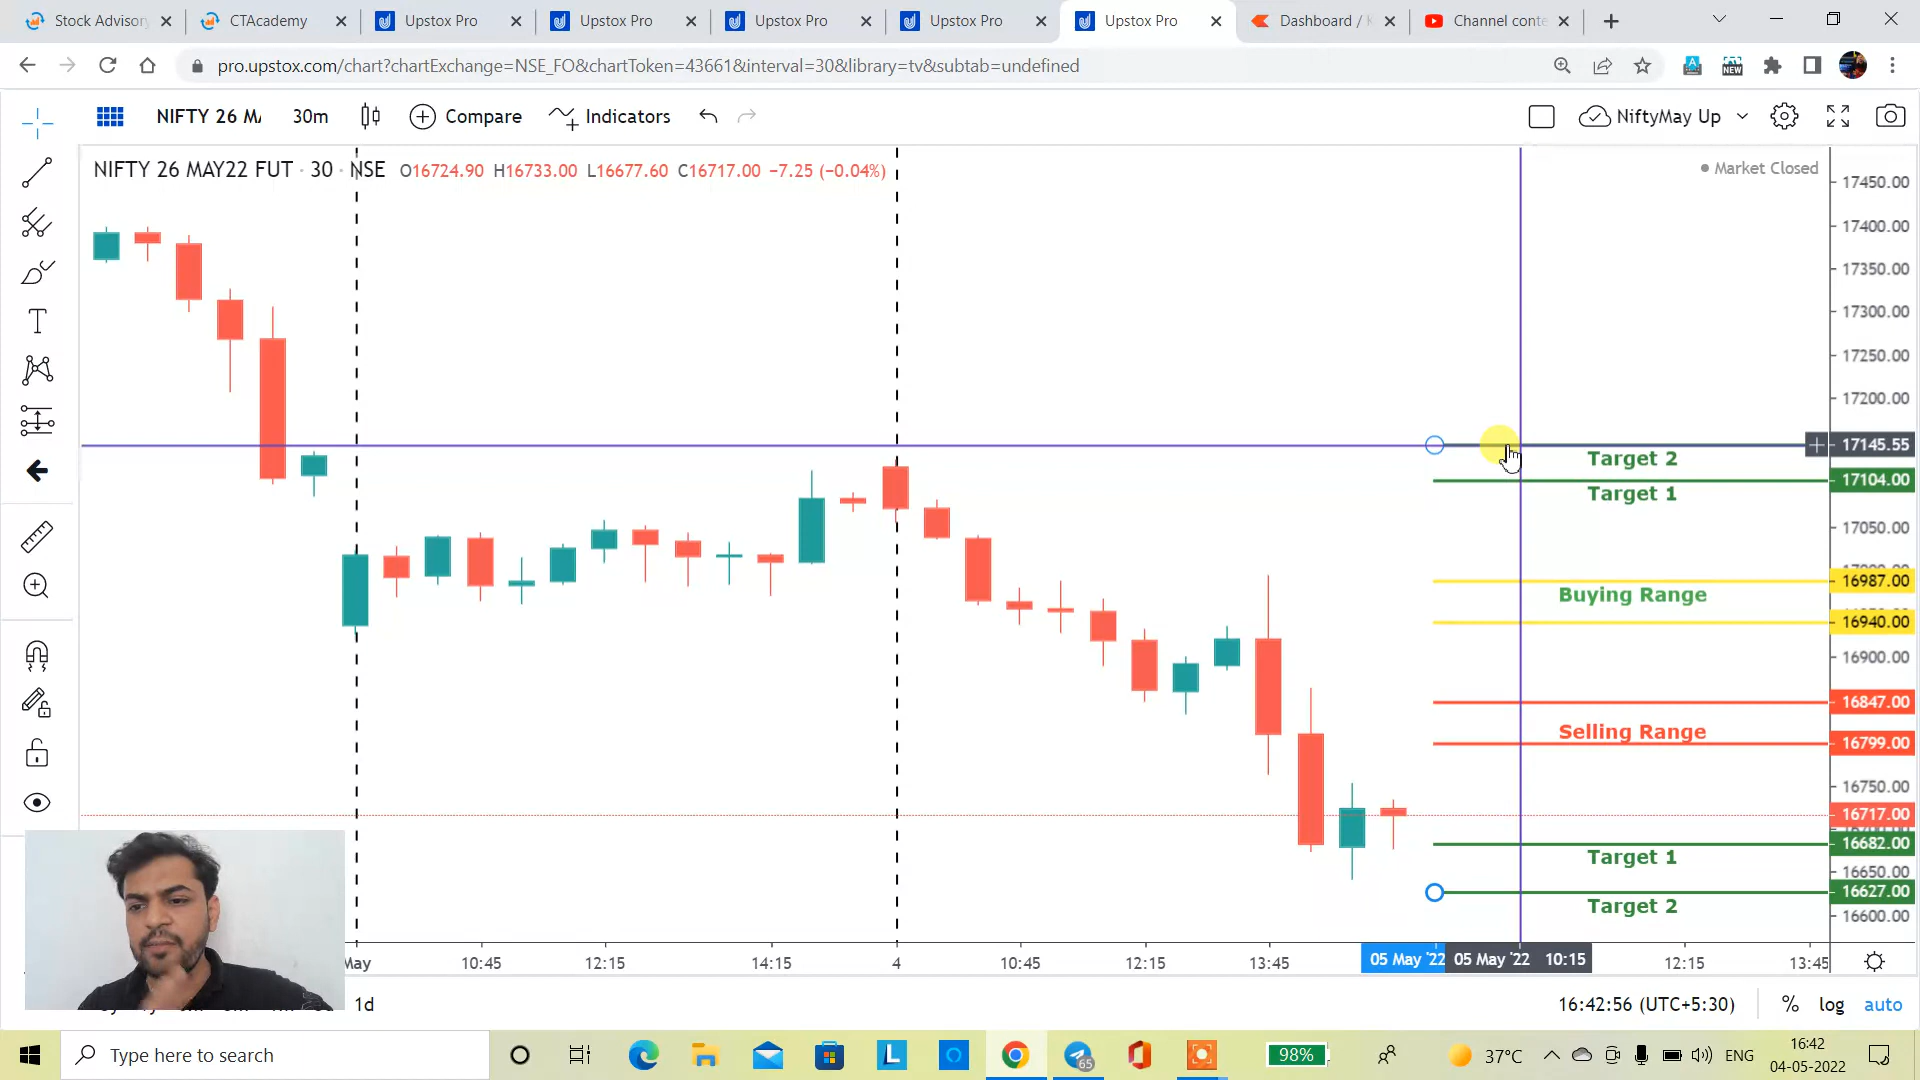 Stock Advisory
CTAcademy
Upstox Pro
Upstox Pro
Upstox Pro
Upstox Pro
Upstox Pro
Dashboard /
Channel conte
pro.upstox.com/chart?chartExchange=NSE_FO&chartToken=43661&interval=30&library=tv&subtab=undefined
NEW
NIFTY 26 MA
30m
Compare
Indicators
NiftyMay Up
NIFTY 26 MAY22 FUT · 30 · NSE O16724.90 H16733.00 L16677.60 C16717.00 −7.25 (−0.04%)
Market Closed
17450.00
17400.00
17350.00
17300.00
17250.00
17200.00
17145.55
Target 2
17104.00
Target 1
17050.00
16987.00
Buying Range
16940.00
16900.00
16847.00
Selling Range
16799.00
16750.00
16717.00
16682.00
Target 1
16650.00
16627.00
Target 2
16600.00
May 10:45 12:15 14:15 4 10:45 12:15 13:45 05 May '22 05 May '22 10:15 12:15 13:45
1d
16:42:56 (UTC+5:30) % log auto
Type here to search
65
98%
37°C
ENG
16:42
04-05-2022